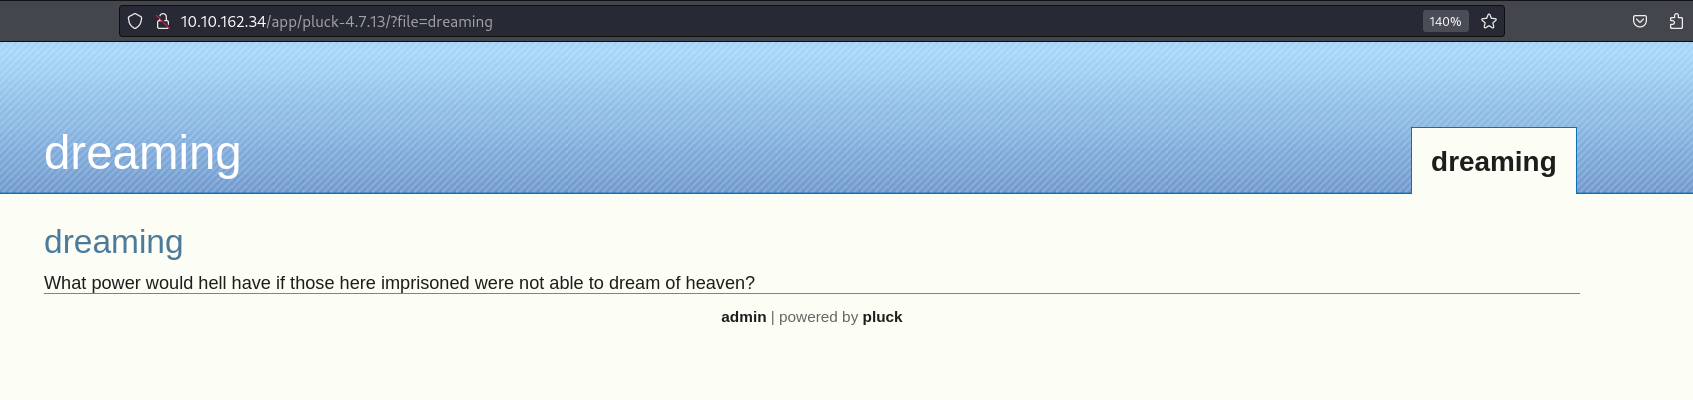 10.10.162.34/app/pluck-4.7.13/?file=dreaming
140%
dreaming
dreaming
dreaming
What power would hell have if those here imprisoned were not able to dream of heaven?
admin | powered by pluck